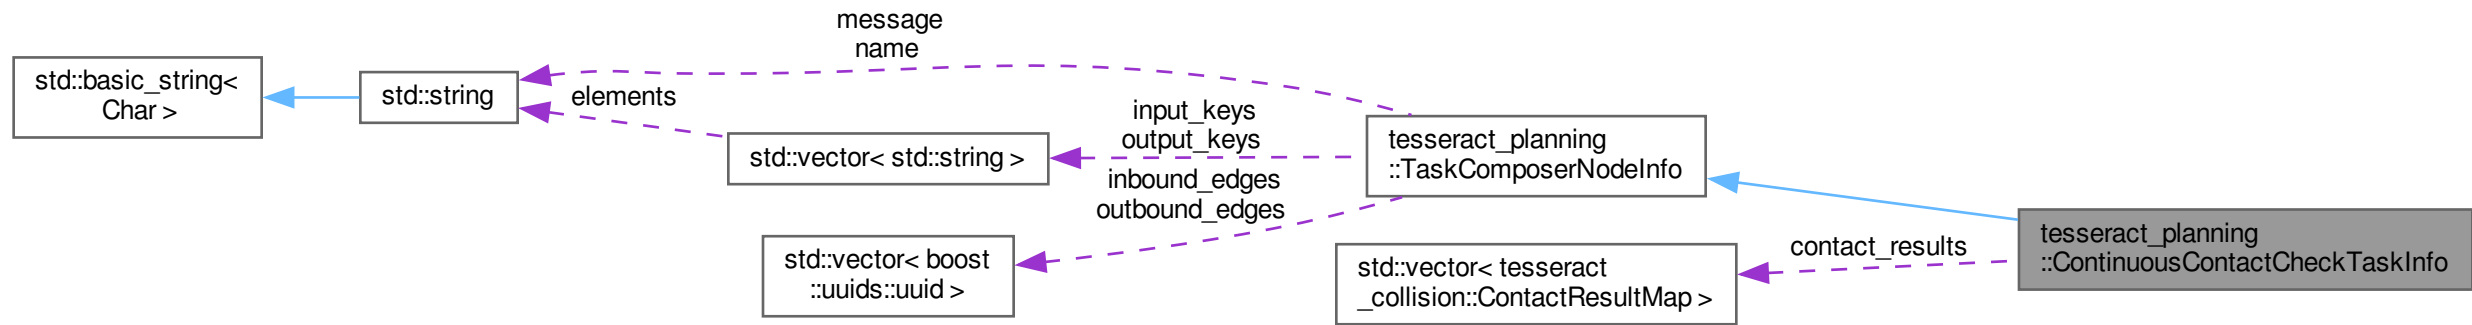 message
name
std::basic_string<
Char >
std::string
elements
std::vector< std::string >
input_keys
output_keys
inbound_edges
outbound_edges
std::vector< boost
::uuids::uuid >
tesseract_planning
::TaskComposerNodeInfo
std::vector< tesseract
_collision::ContactResultMap >
contact_results
tesseract_planning
::ContinuousContactCheckTaskInfo